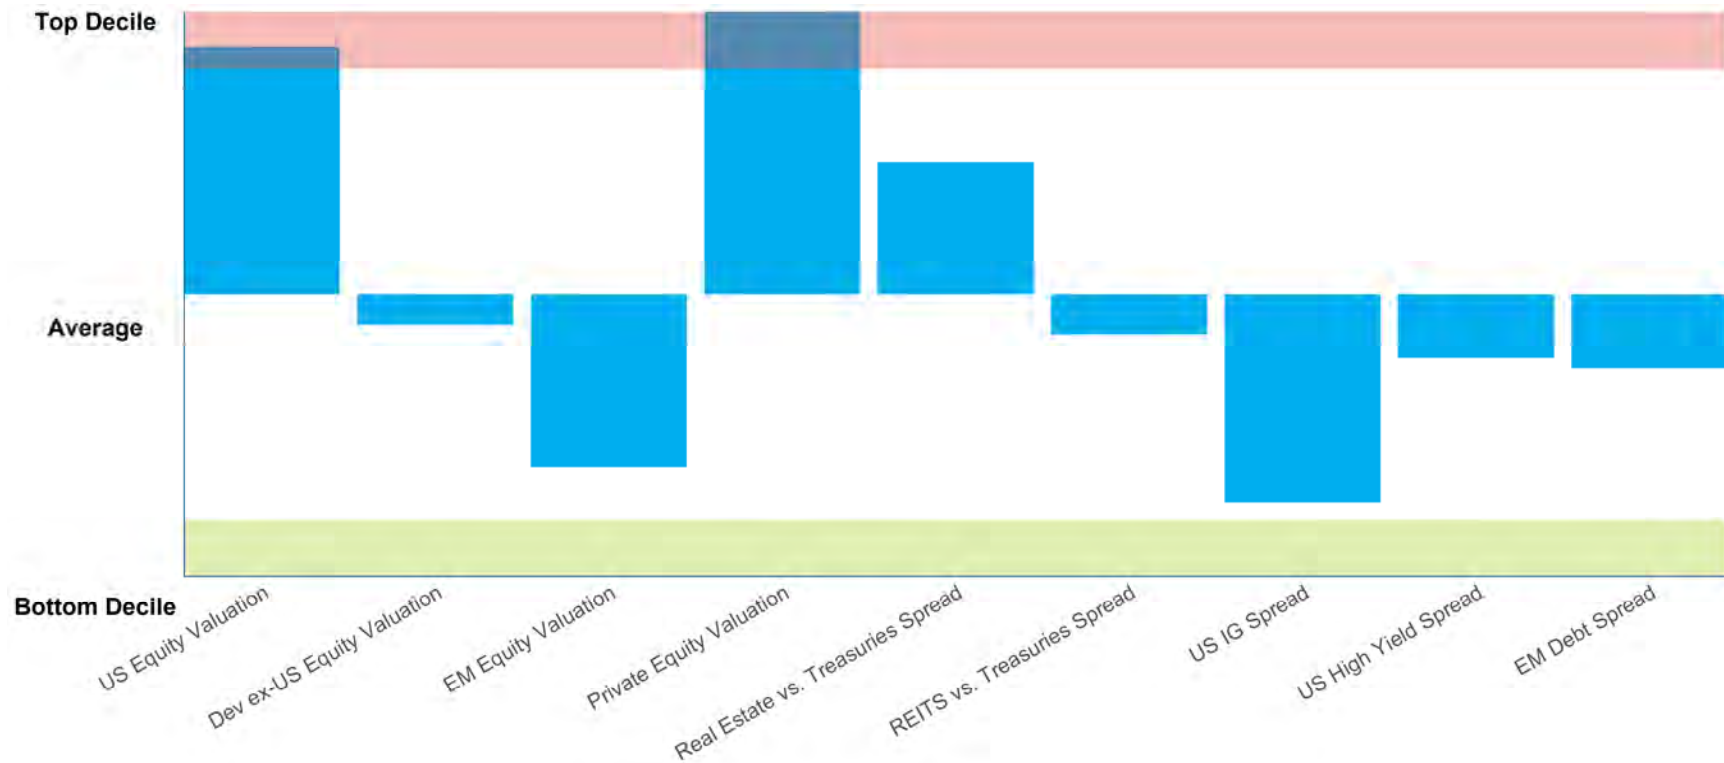 Top Decile
Average
Bottom Decile
US Equity Valuation
Dev ex-US Equity Valuation
EM Equity Valuation
Private Equity Valuation
Real Estate vs. Treasuries Spread
REITS vs. Treasuries Spread
US IG Spread
US High Yield Spread
EM Debt Spread